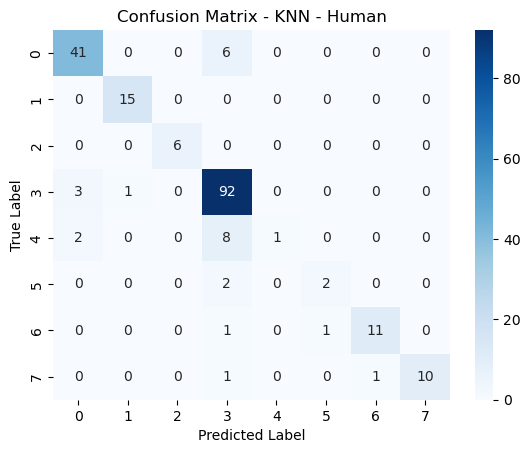 Confusion Matrix - KNN - Human
0 41 0 0 6 0 0 0 0
1 0 15 0 0 0 0 0 0
2 0 0 6 0 0 0 0 0
3 3 1 0 92 0 0 0 0
4 2 0 0 8 1 0 0 0
5 0 0 0 2 0 2 0 0
6 0 0 0 1 0 1 11 0
7 0 0 0 1 0 0 1 10
0 1 2 3 4 5 6 7
True Label
Predicted Label
80
60
40
20
0